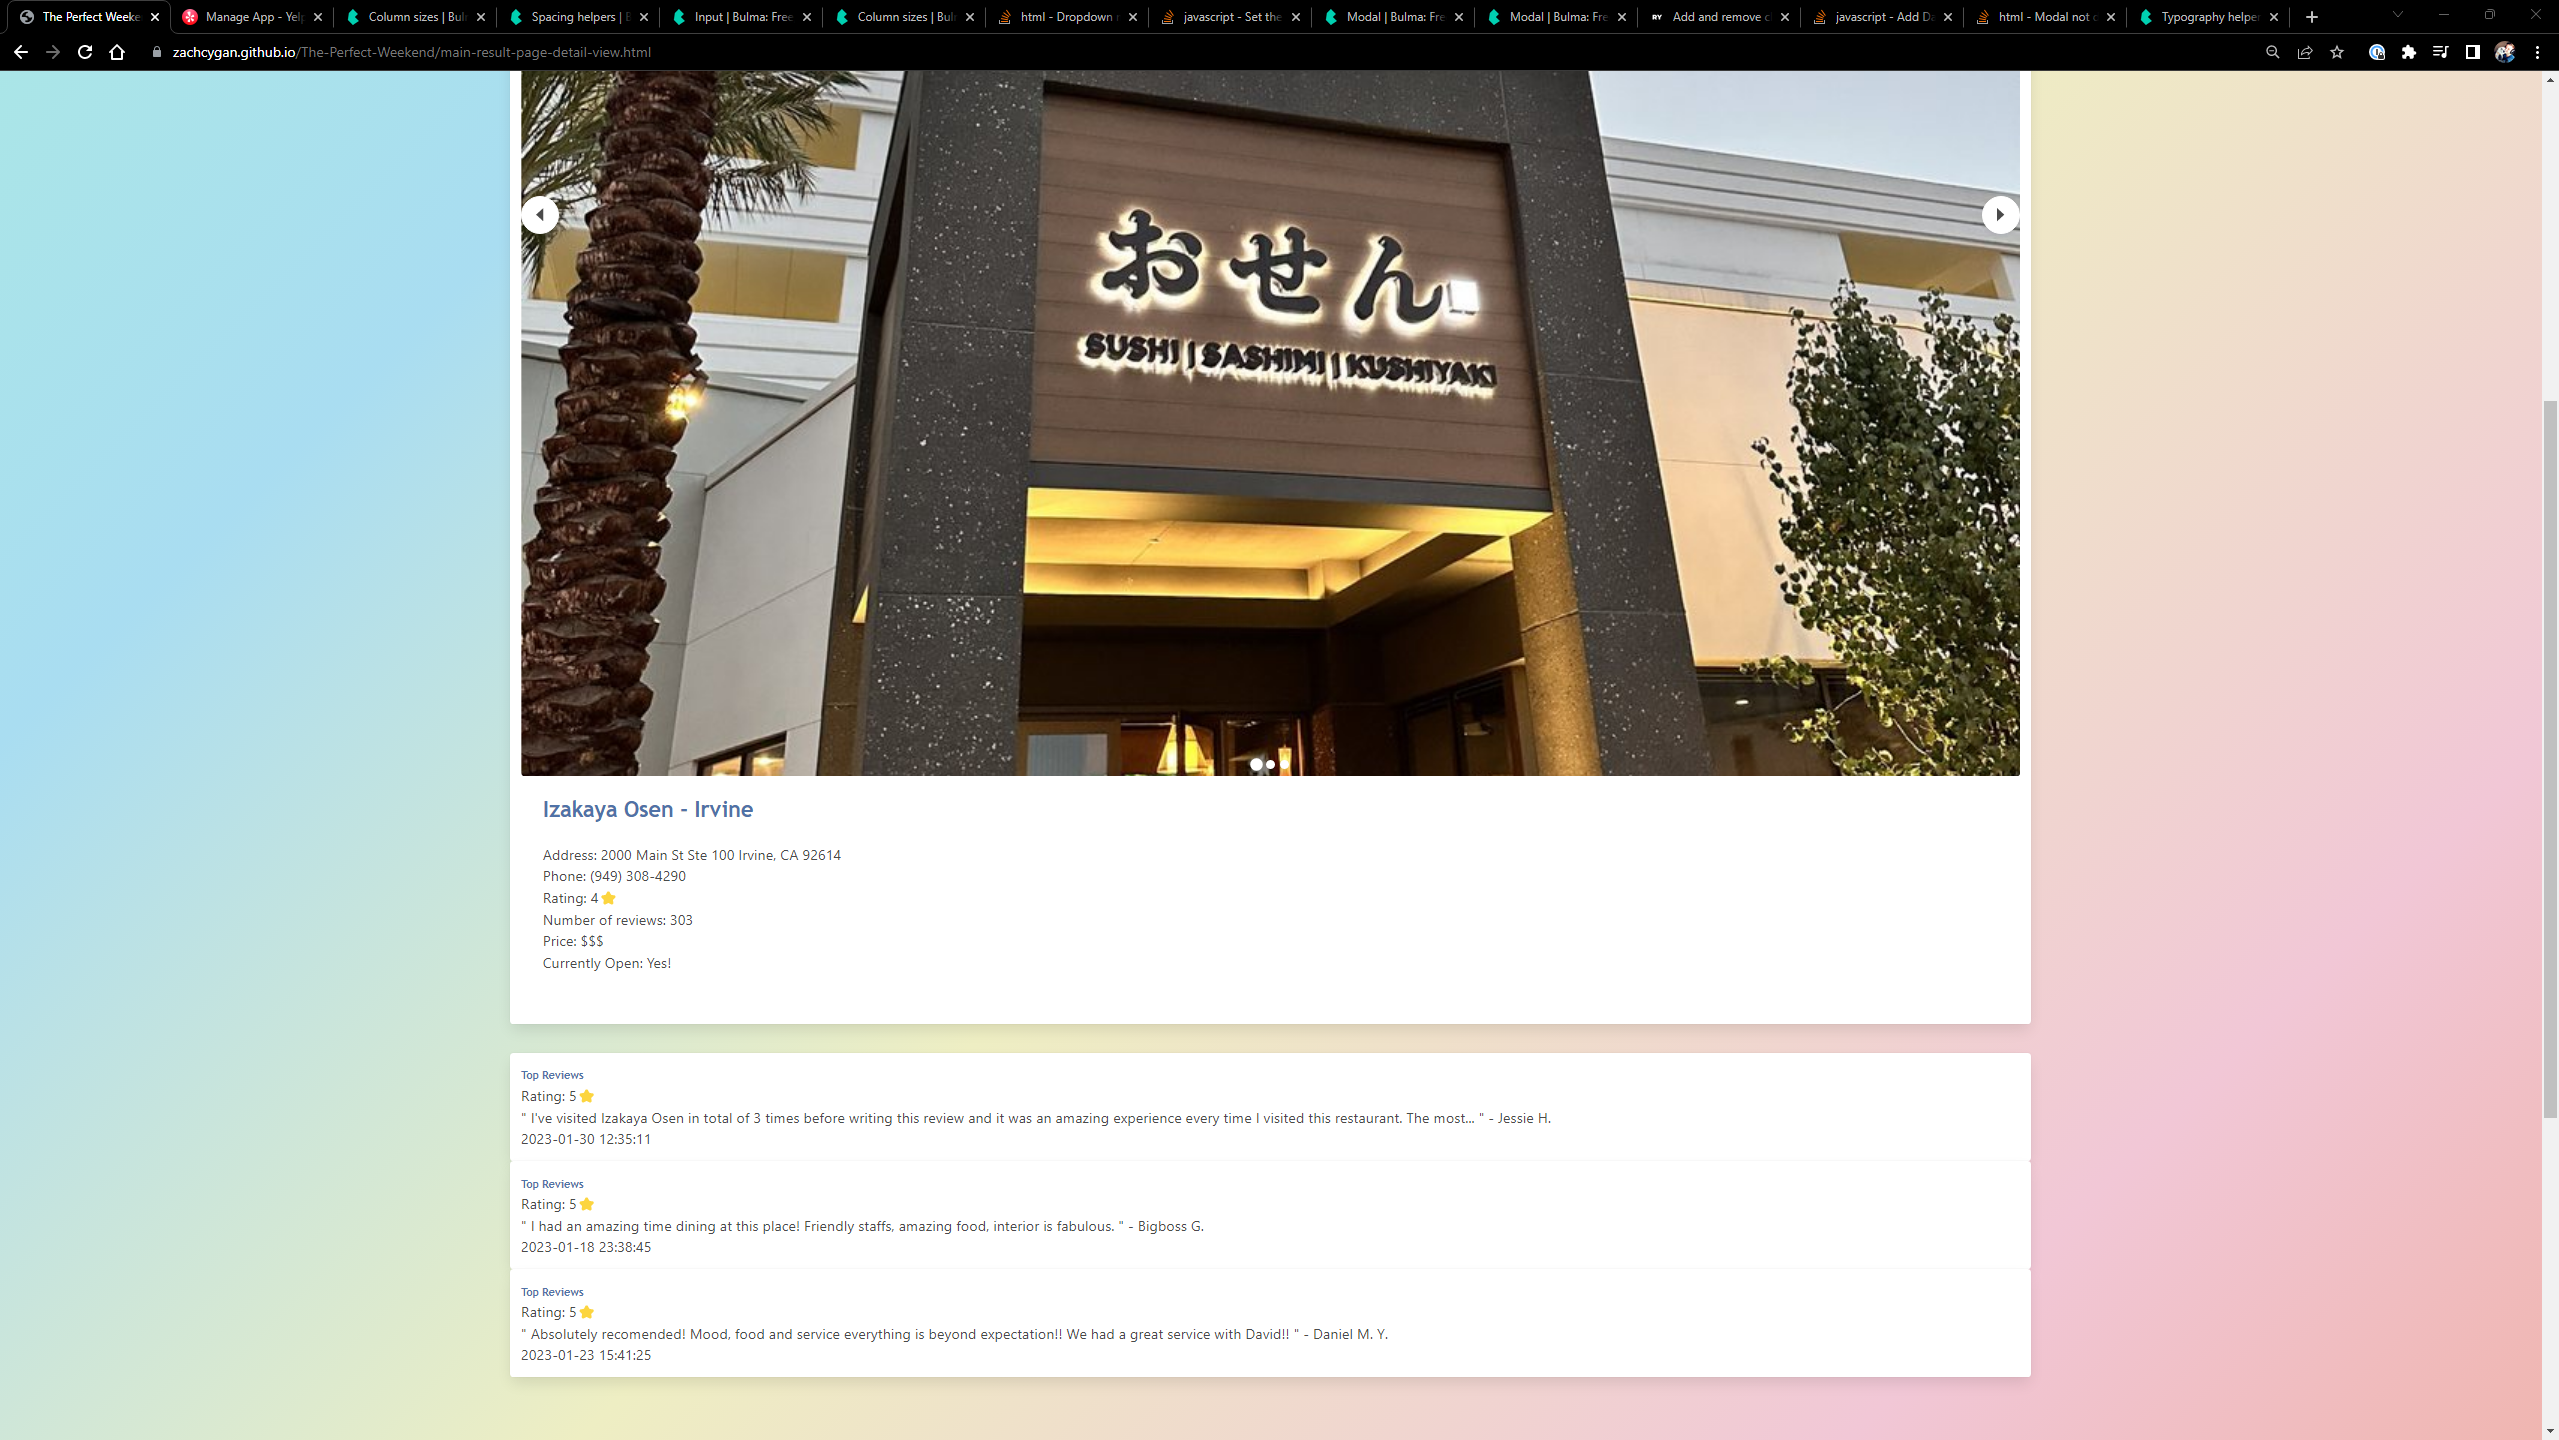 The Perfect Weeke
Manage App - Yelp
Column sizes | Bul
Spacing helpers | B
Input | Bulma: Free
Column sizes | Bul
html - Dropdown r
javascript - Set the
Modal | Bulma: Fre
Modal | Bulma: Fre
RY Add and remove c
javascript - Add Da
html - Modal not c
Typography helpe
zachcygan.github.io/The-Perfect-Weekend/main-result-page-detail-view.html
おせん
SUSHI | SASHIMI | KUSHIYAKI
Izakaya Osen - Irvine
Address: 2000 Main St Ste 100 Irvine, CA 92614
Phone: (949) 308-4290
Rating: 4
Number of reviews: 303
Price: $$$
Currently Open: Yes!
Top Reviews
Rating: 5
" I've visited Izakaya Osen in total of 3 times before writing this review and it was an amazing experience every time I visited this restaurant. The most... " - Jessie H.
2023-01-30 12:35:11
Top Reviews
Rating: 5
" I had an amazing time dining at this place! Friendly staffs, amazing food, interior is fabulous. " - Bigboss G.
2023-01-18 23:38:45
Top Reviews
Rating: 5
" Absolutely recomended! Mood, food and service everything is beyond expectation!! We had a great service with David!! " - Daniel M. Y.
2023-01-23 15:41:25